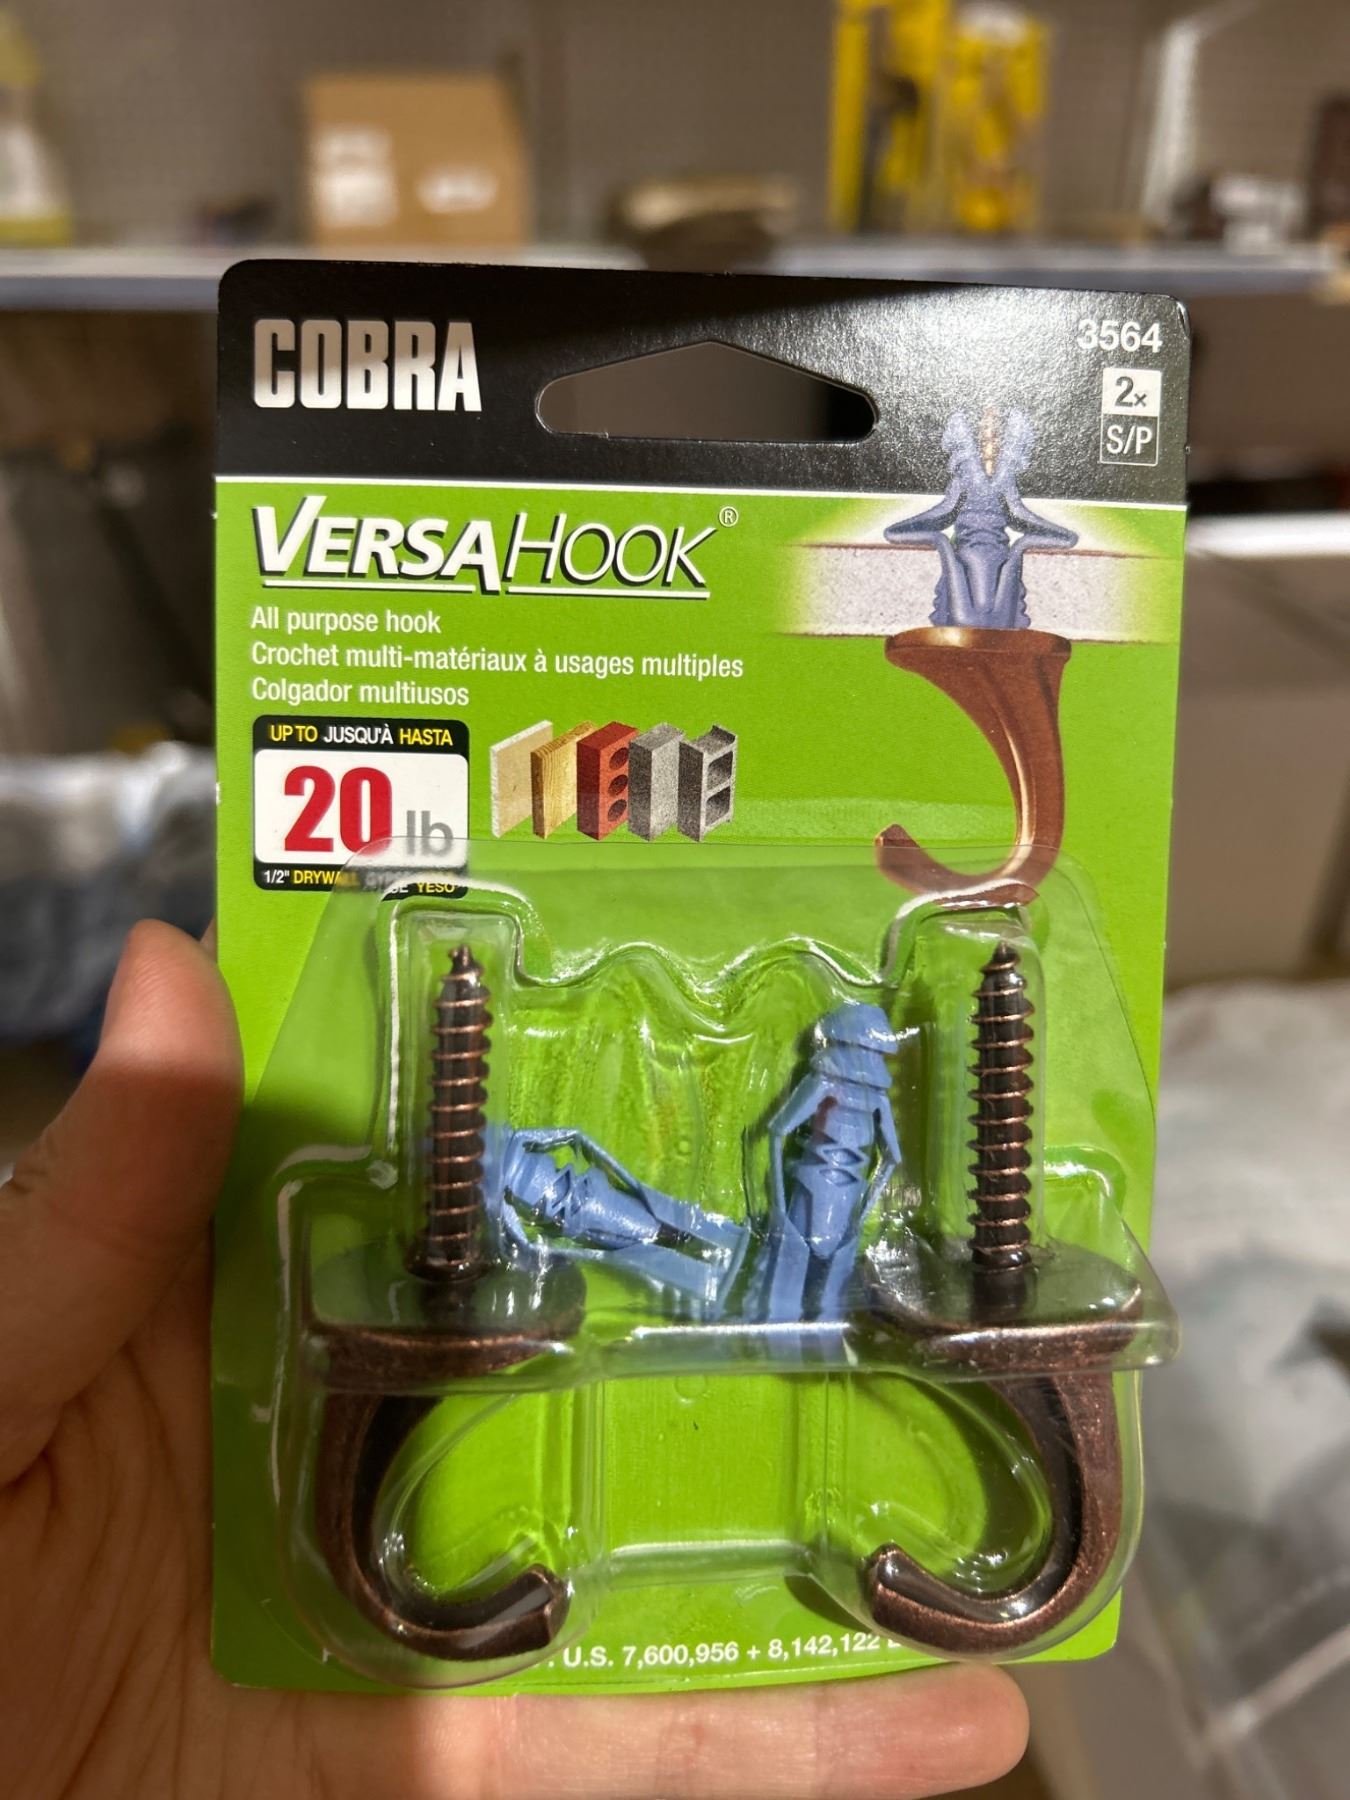 COBRA
3564
2x
S/P
VERSAHOOK®
All purpose hook
Crochet multi-matériaux à usages multiples
Colgador multiusos
UP TO JUSQU'À HASTA
20 lb
1/2" DRYWALL YESO
U.S. 7,600,956 + 8,142,122